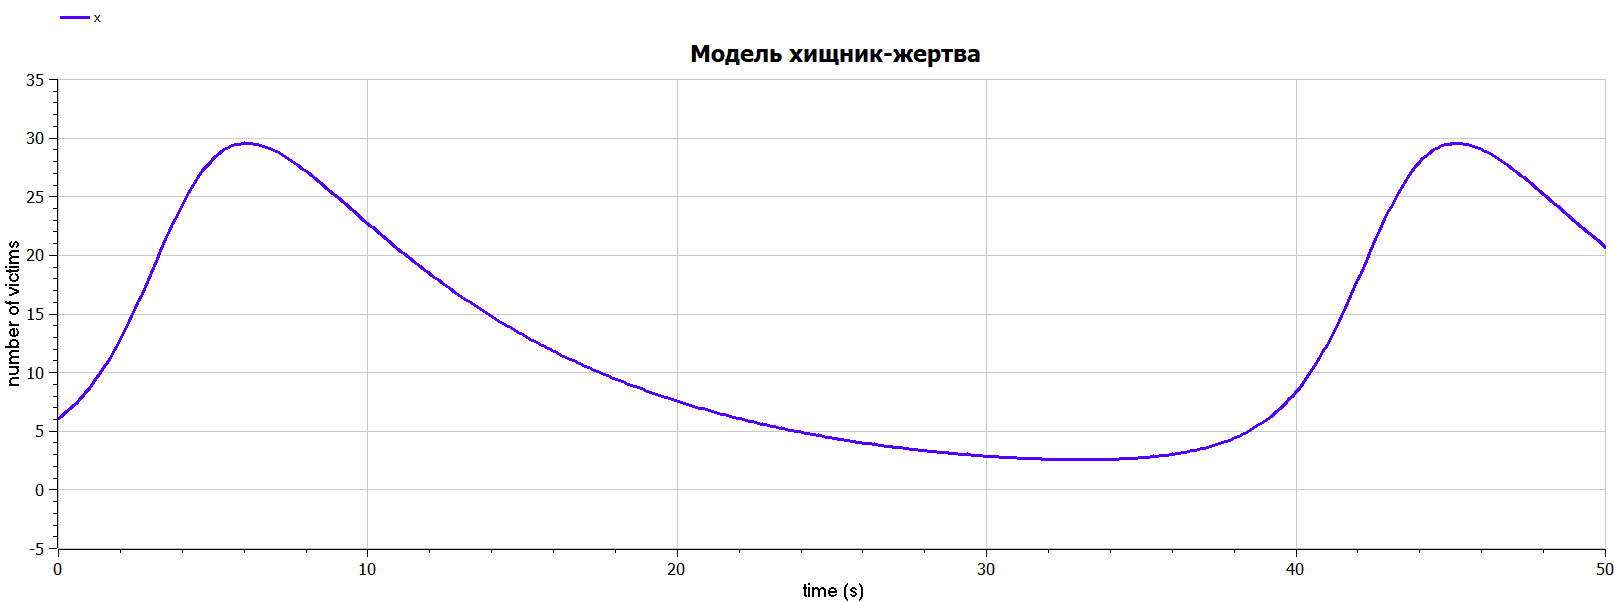 x
Модель хищник-жертва
35
30
25
20
15
10
5
0
-5
number of victims
0 10 20 30 40 50
time (s)